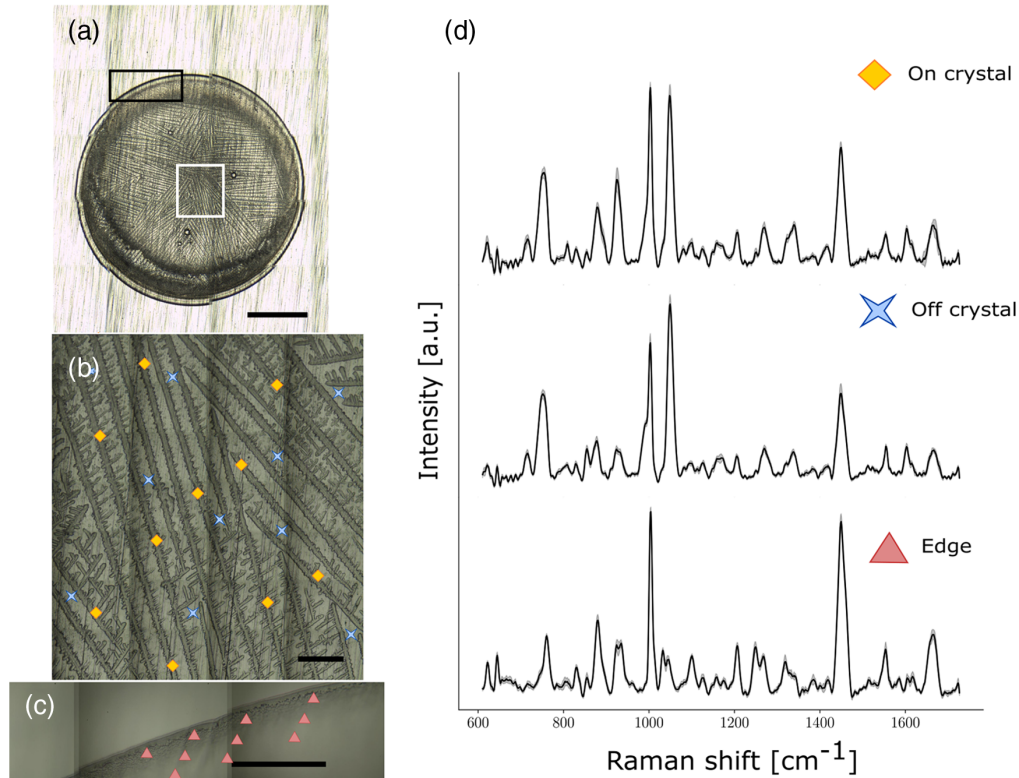 (a)
(b)
(c)
(d)
On crystal
Off crystal
Edge
Intensity [a.u.]
600 800 1000 1200 1400 1600
Raman shift [cm-1]